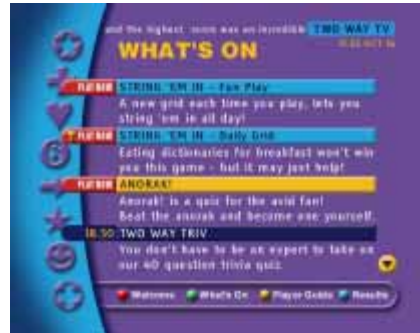 and the highest score was an incredible TWO WAY TV
WHAT'S ON
PLAY NOW STRING 'EM IN - Fun Play
A new grid each time you play, lets you
string 'em in all day!
PLAY NOW STRING 'EM IN - Daily Grid
Eating dictionaries for breakfast won't win
you this game - but it may just help!
PLAY NOW ANORAK!
Anorak! is a quiz for the avid fan!
Beat the anorak and become one yourself.
18.30 TWO WAY TRIV
You don't have to be an expert to take on
our 40 question trivia quiz
Welcome What's On Player Guide Results